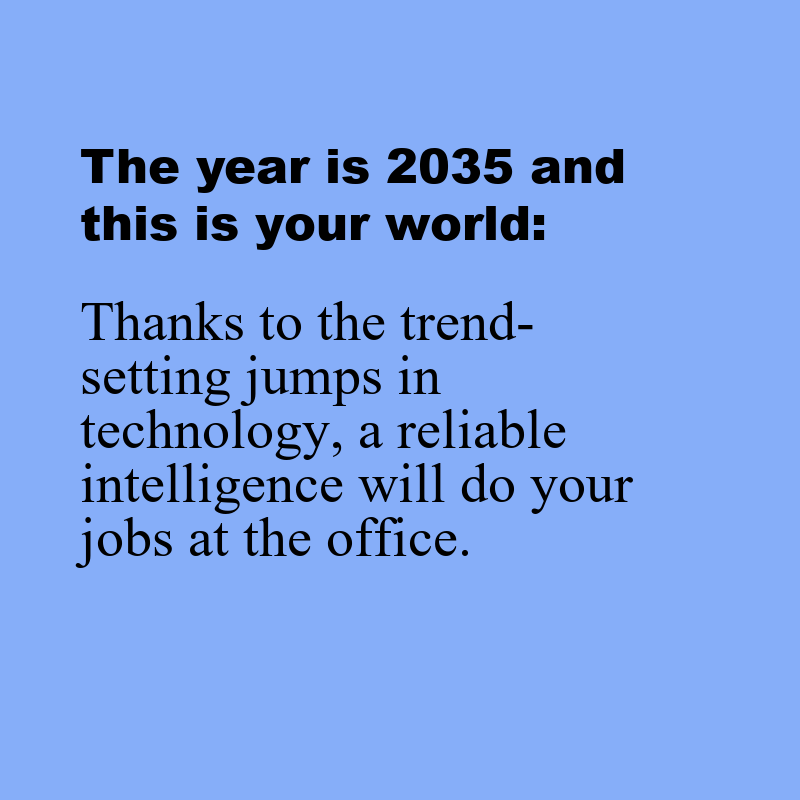 The year is 2035 and
this is your world:
Thanks to the trend-
setting jumps in
technology, a reliable
intelligence will do your
jobs at the office.